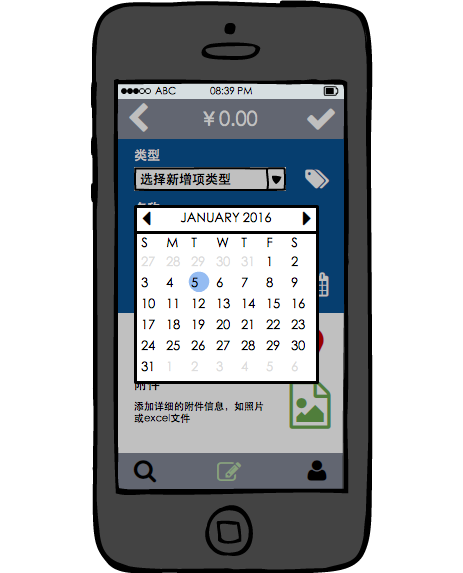 ABC 08:39 PM
¥0.00
类型
选择新增项类型
JANUARY 2016
S M T W T F S
27 28 29 30 31 1 2
3 4 5 6 7 8 9
10 11 12 13 14 15 16
17 18 19 20 21 22 23
24 25 26 27 28 29 30
31 1 2 3 4 5 6
附件
添加详细的附件信息，如照片
或excel文件